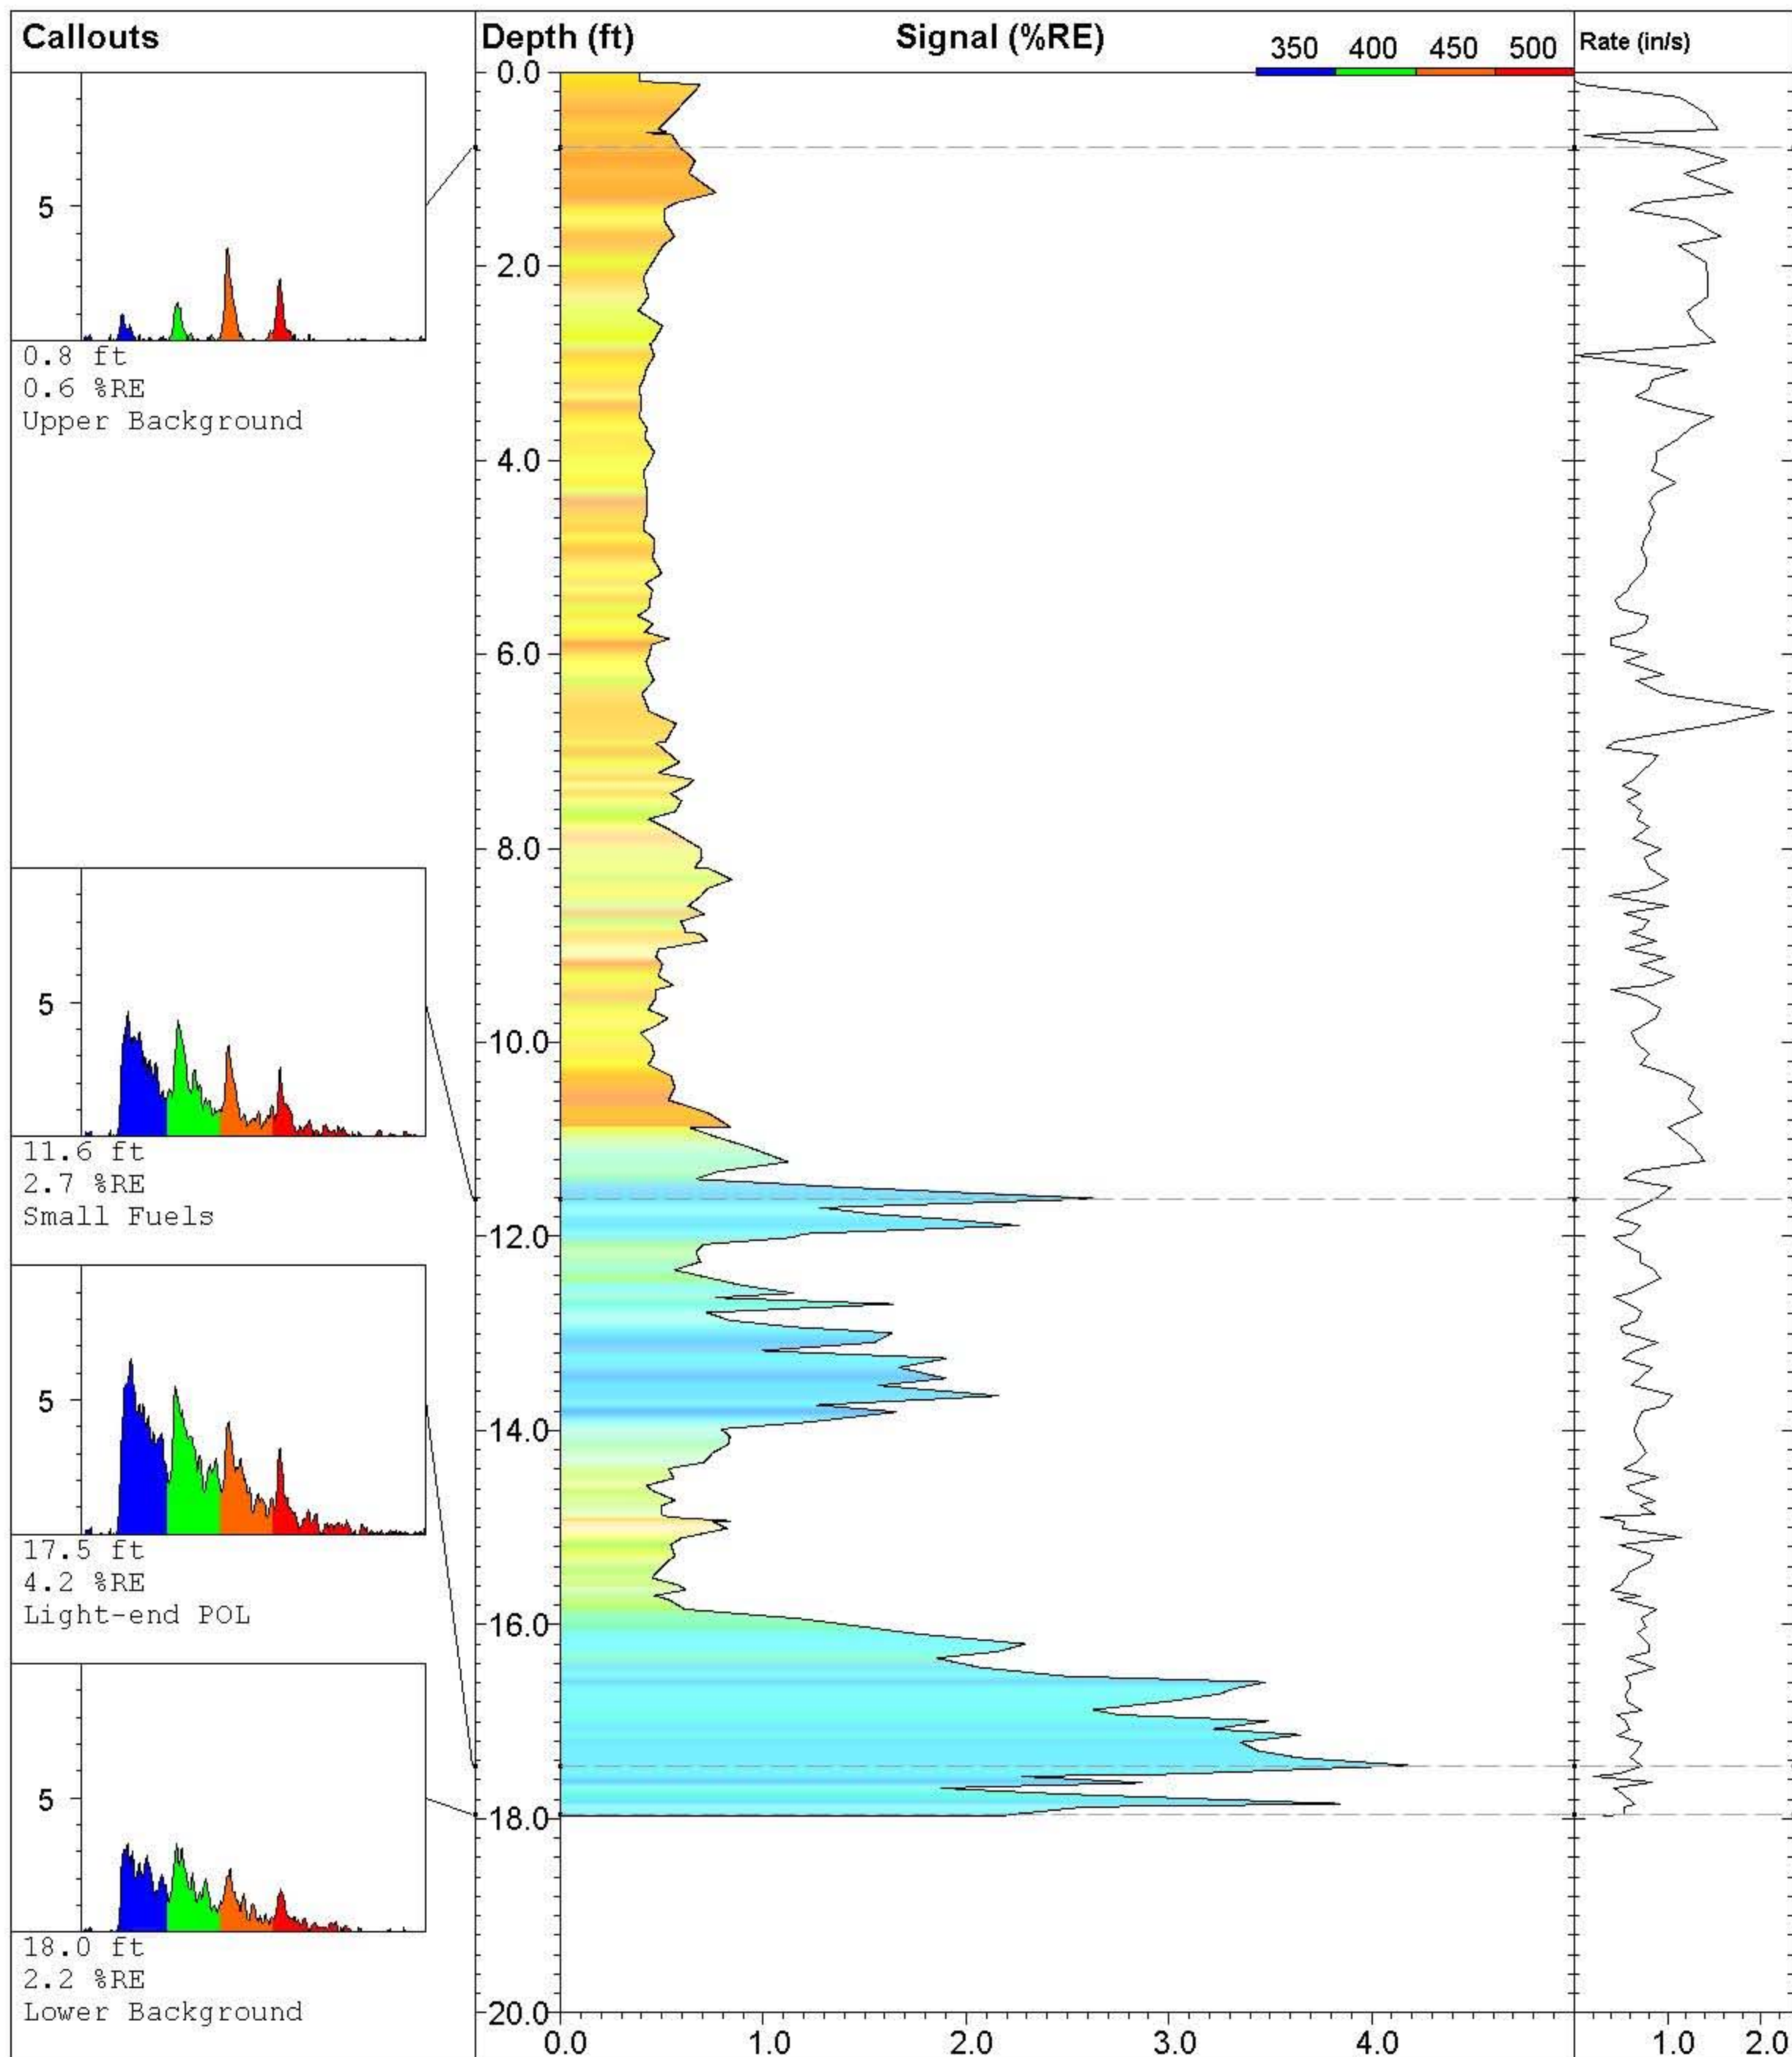 Callouts
Depth (ft)
Signal (%RE)
350 400 450 500
Rate (in/s)
5
0.8 ft
0.6 %RE
Upper Background
5
11.6 ft
2.7 %RE
Small Fuels
5
17.5 ft
4.2 %RE
Light-end POL
5
18.0 ft
2.2 %RE
Lower Background
0.0
2.0
4.0
6.0
8.0
10.0
12.0
14.0
16.0
18.0
20.0
0.0 1.0 2.0 3.0 4.0
1.0 2.0